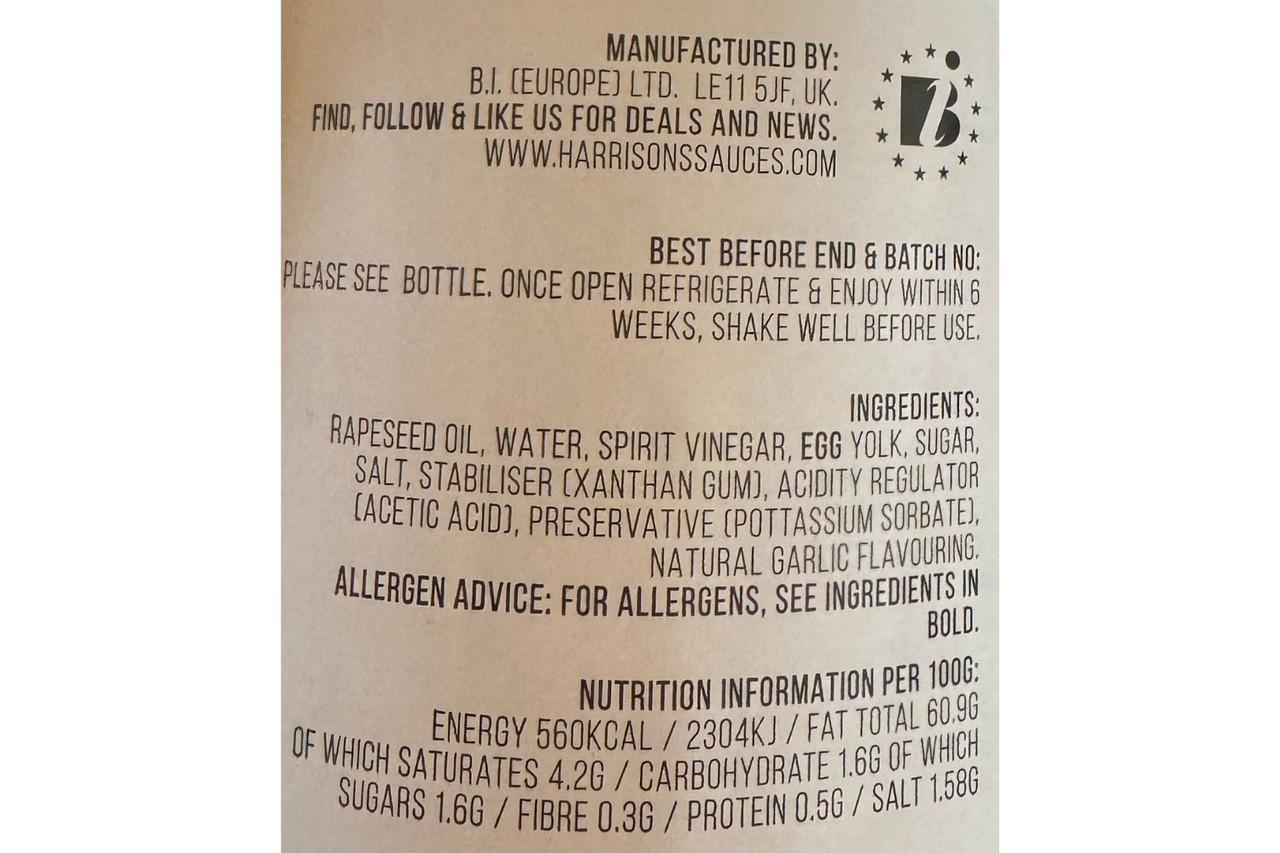 MANUFACTURED BY:
B.I. (EUROPE) LTD. LE11 5JF, UK.
FIND, FOLLOW & LIKE US FOR DEALS AND NEWS.
WWW.HARRISONSSAUCES.COM
BEST BEFORE END & BATCH NO:
PLEASE SEE BOTTLE. ONCE OPEN REFRIGERATE & ENJOY WITHIN 6
WEEKS, SHAKE WELL BEFORE USE.
INGREDIENTS:
RAPESEED OIL, WATER, SPIRIT VINEGAR, EGG YOLK, SUGAR,
SALT, STABILISER (XANTHAN GUM), ACIDITY REGULATOR
(ACETIC ACID), PRESERVATIVE (POTTASSIUM SORBATE),
NATURAL GARLIC FLAVOURING.
ALLERGEN ADVICE: FOR ALLERGENS, SEE INGREDIENTS IN
BOLD.
NUTRITION INFORMATION PER 100G:
ENERGY 560KCAL / 2304KJ / FAT TOTAL 60.9G
OF WHICH SATURATES 4.2G / CARBOHYDRATE 1.6G OF WHICH
SUGARS 1.6G / FIBRE 0.3G / PROTEIN 0.5G / SALT 1.58G